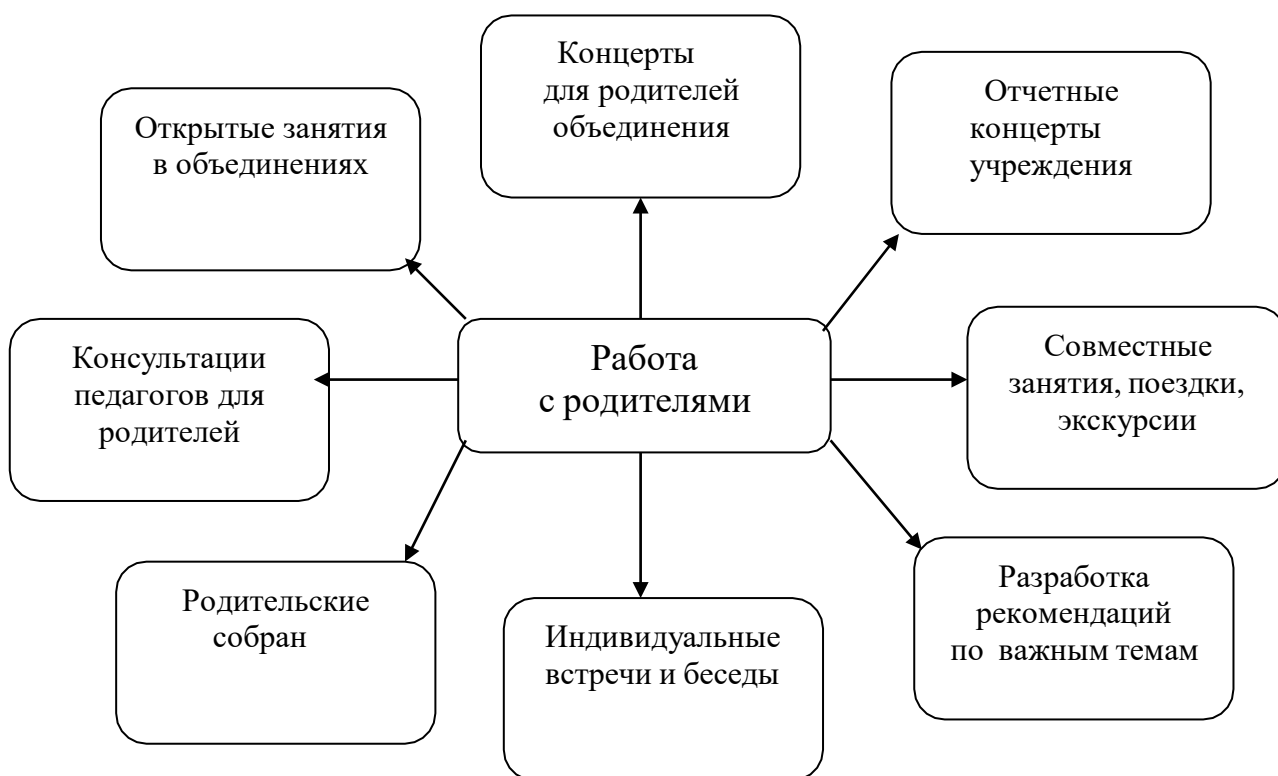 Концерты
для родителей
объединения
Отчетные
концерты
учреждения
Открытые занятия
в объединениях
Консультации
педагогов для
родителей
Работа
с родителями
Совместные
занятия, поездки,
экскурсии
Родительские
собран
Индивидуальные
встречи и беседы
Разработка
рекомендаций
по важным темам